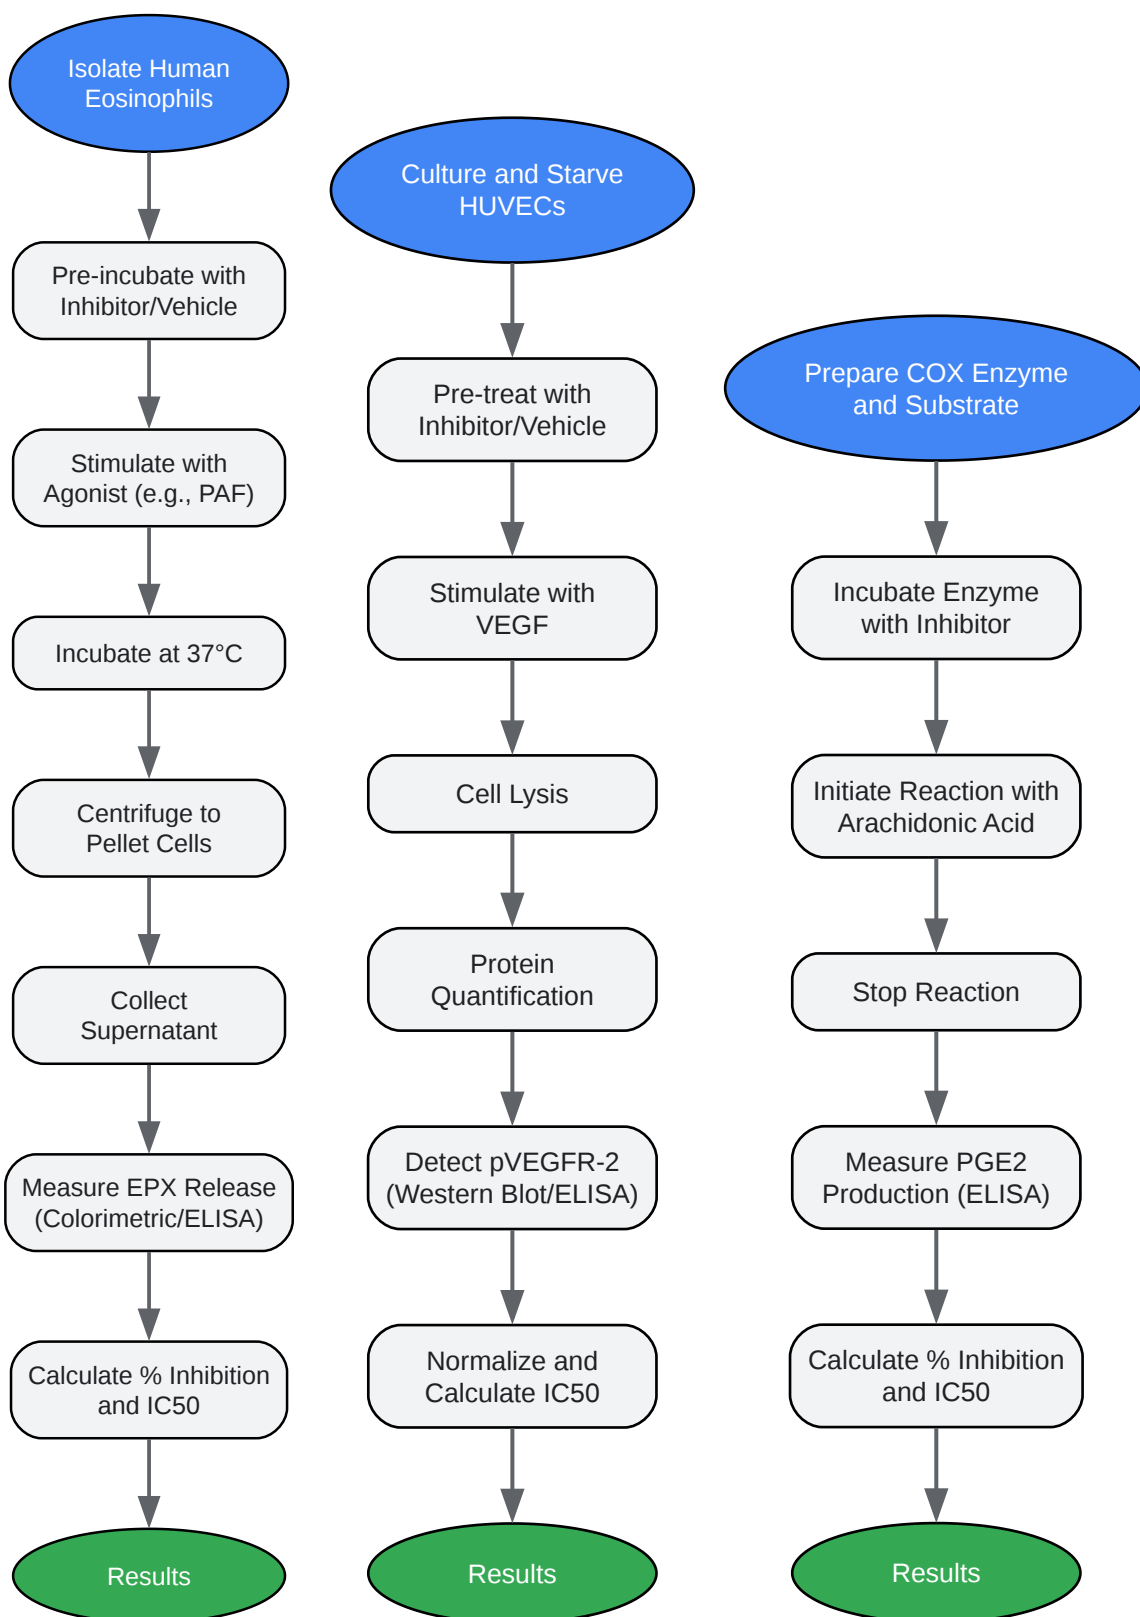 Isolate Human
Eosinophils
Pre-incubate with
Inhibitor/Vehicle
Stimulate with
Agonist (e.g., PAF)
Incubate at 37°C
Centrifuge to
Pellet Cells
Collect
Supernatant
Measure EPX Release
(Colorimetric/ELISA)
Calculate % Inhibition
and IC50
Results
Culture and Starve
HUVECs
Pre-treat with
Inhibitor/Vehicle
Stimulate with
VEGF
Cell Lysis
Protein
Quantification
Detect pVEGFR-2
(Western Blot/ELISA)
Normalize and
Calculate IC50
Results
Prepare COX Enzyme
and Substrate
Incubate Enzyme
with Inhibitor
Initiate Reaction with
Arachidonic Acid
Stop Reaction
Measure PGE2
Production (ELISA)
Calculate % Inhibition
and IC50
Results